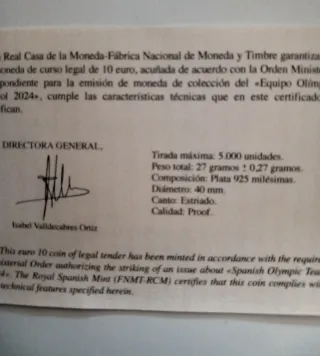 Real Casa de la Moneda-Fábrica Nacional de Moneda y Timbre garantiza
oneda de curso legal de 10 euro, acuñada de acuerdo con la Orden Ministe
pondiente para la emisión de moneda de colección del «Equipo Olím
ol 2024», cumple las características técnicas que en este certificado
fican.
DIRECTORA GENERAL,
Tirada máxima: 5.000 unidades.
Peso total: 27 gramos ± 0,27 gramos.
Composición: Plata 925 milésimas.
Diámetro: 40 mm.
Canto: Estriado.
Calidad: Proof.
Isabel Valldecabres Ortiz
This euro 10 coin of legal tender has been minted in accordance with the require
isterial Order authorizing the striking of an issue about «Spanish Olympic Tea
4». The Royal Spanish Mint (FNMT-RCM) certifies that this coin complies wi
technical features specified herein.